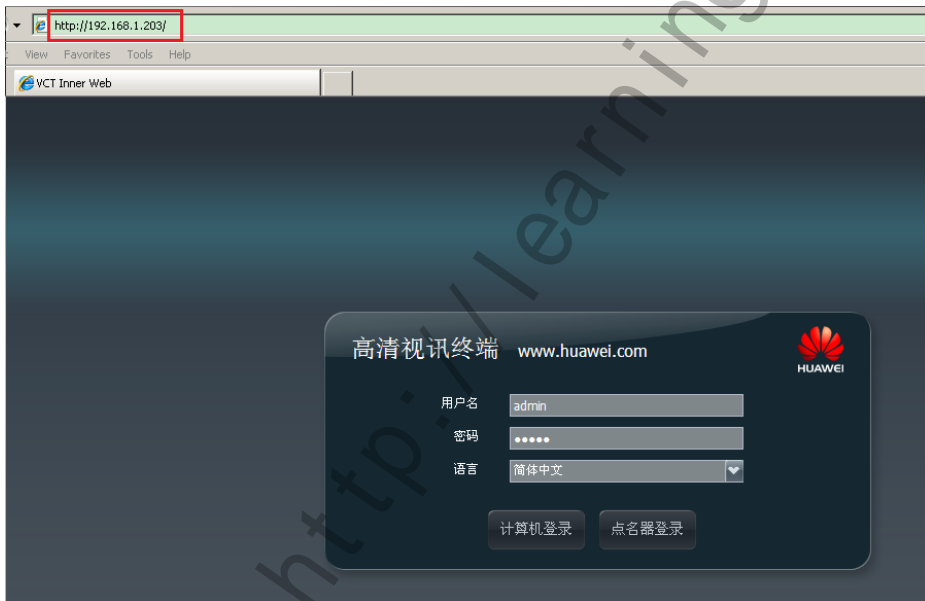 http://192.168.1.203/
View Favorites Tools Help
VCT Inner Web
高清视讯终端 www.huawei.com
HUAWEI
用户名 admin
密码 •••••
语言 简体中文
计算机登录 点名器登录
http://learning